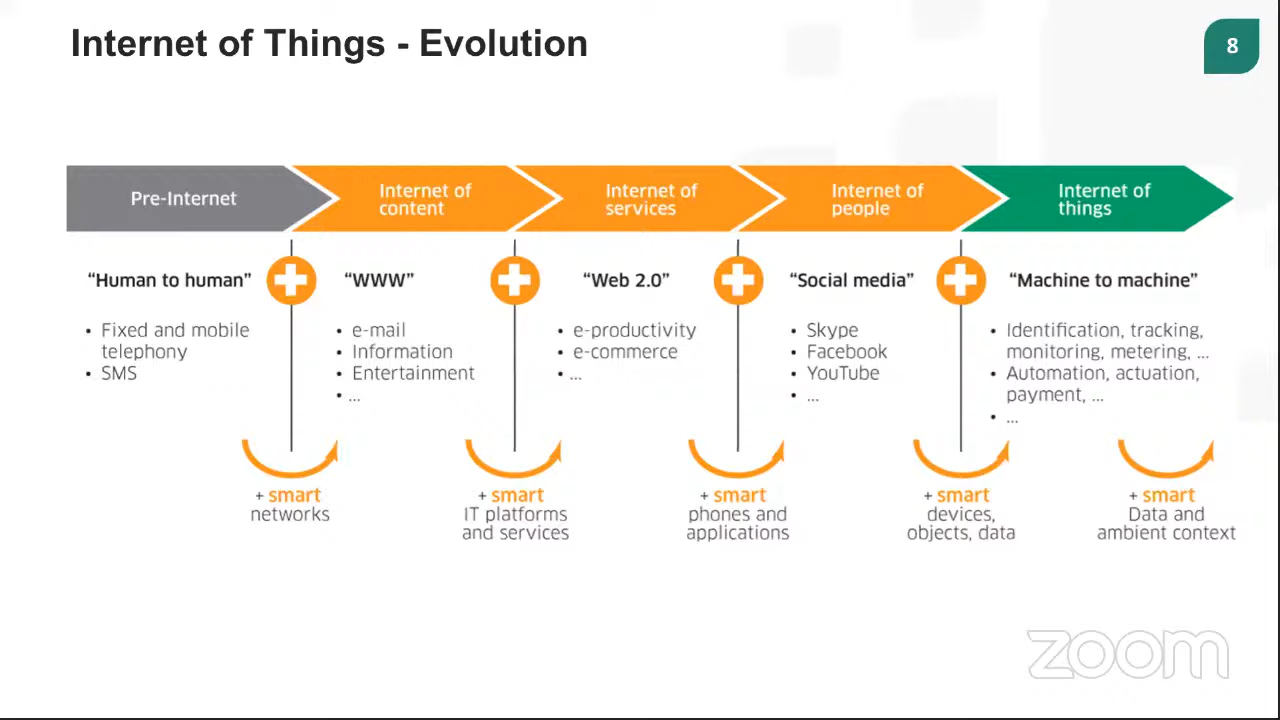 Internet of Things - Evolution
8
Pre-Internet
Internet of
content
Internet of
services
Internet of
people
Internet of
things
“Human to human”
• Fixed and mobile
telephony
• SMS
“WWW”
• e-mail
• Information
• Entertainment
• ...
“Web 2.0”
• e-productivity
• e-commerce
• ...
“Social media”
• Skype
• Facebook
• YouTube
• ...
“Machine to machine”
• Identification, tracking,
monitoring, metering, ...
• Automation, actuation,
payment, ...
• ...
+ smart
networks
+ smart
IT platforms
and services
+ smart
phones and
applications
+ smart
devices,
objects, data
+ smart
Data and
ambient context
zoom